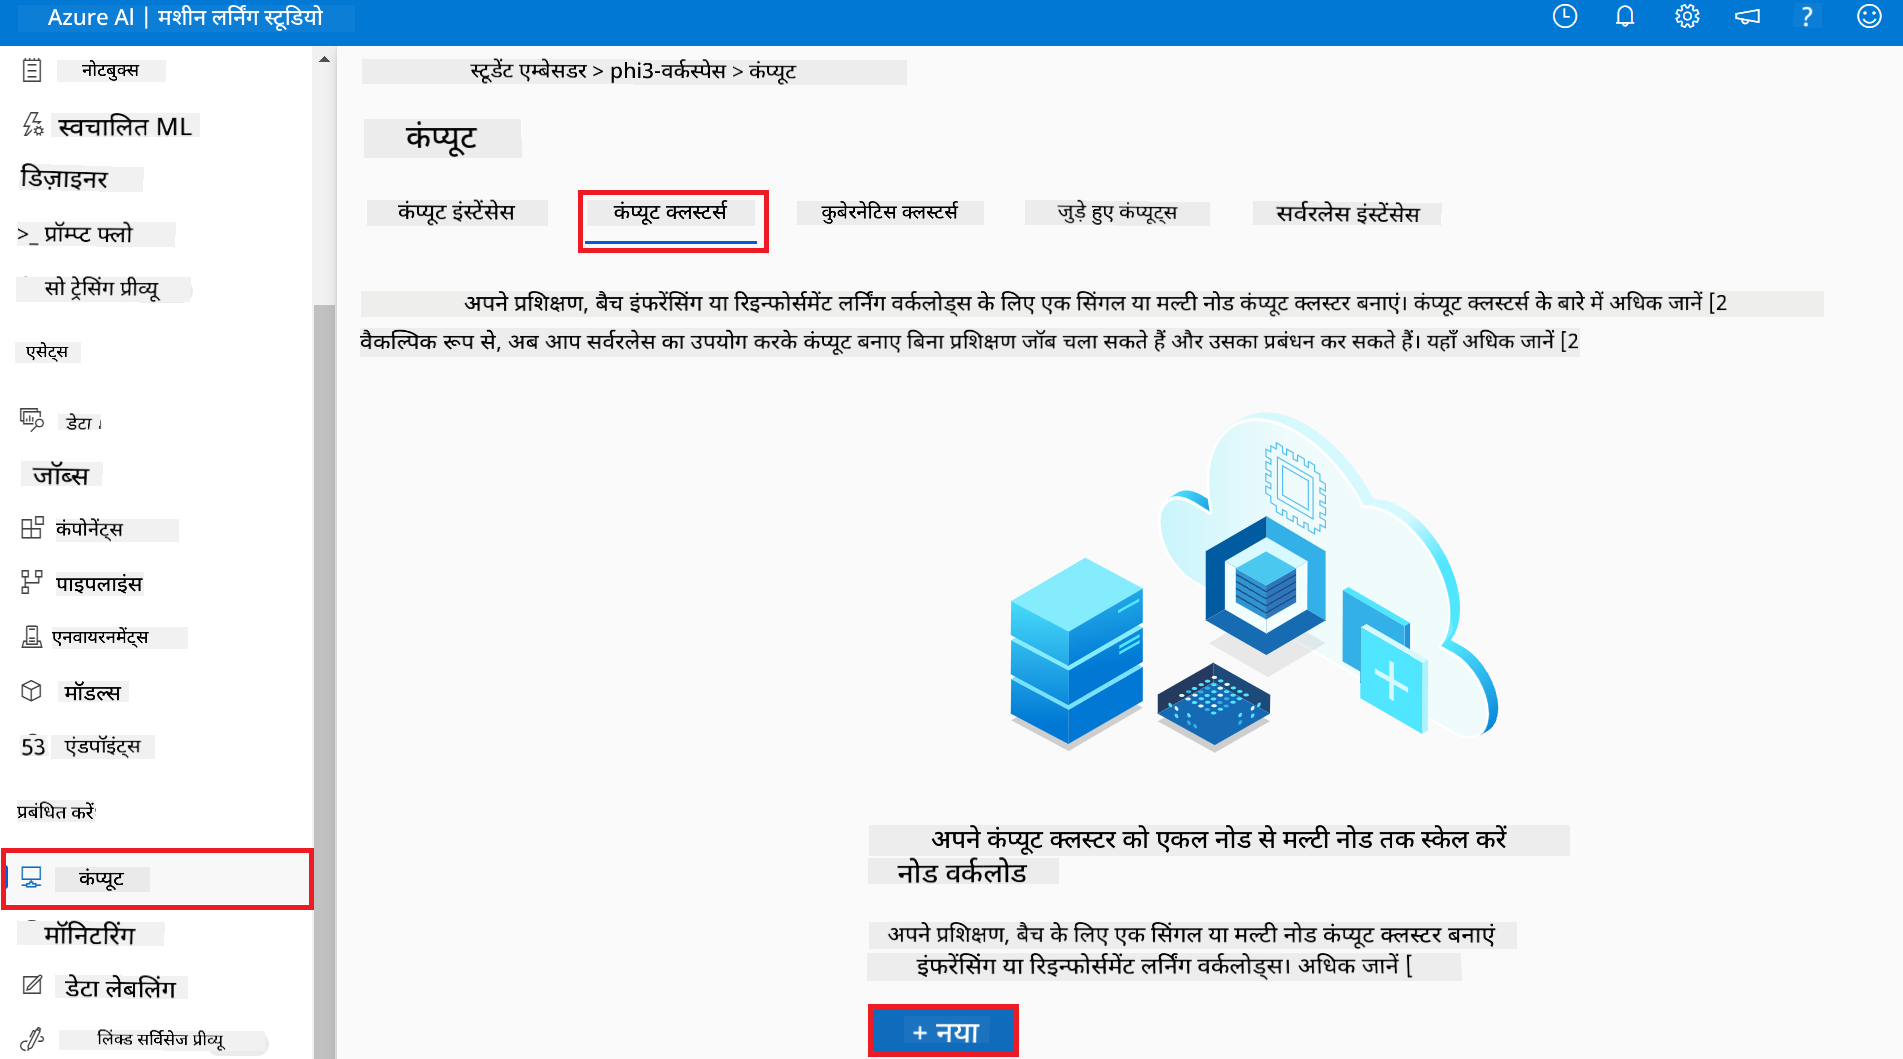 Azure AI | मशीन लर्निंग स्टूडियो
?
नोटबुक्स
स्वचालित ML
डिज़ाइनर
>_ प्रॉम्प्ट फ्लो
सो ट्रेसिंग प्रीव्यू
एसेट्स
डेटा ।
जॉब्स
कंपोनेंट्स
पाइपलाइंस
एनवायरनमेंट्स
मॉडल्स
53 एंडपॉइंट्स
प्रबंधित करें
कंप्यूट
मॉनिटरिंग
डेटा लेबलिंग
लिंक्ड सर्विसेज प्रीव्यू
स्टूडेंट एम्बेसडर > phi3-वर्कस्पेस > कंप्यूट
कंप्यूट
कंप्यूट इंस्टेंसेस
कंप्यूट क्लस्टर्स
कुबेरनेटिस क्लस्टर्स
जुड़े हुए कंप्यूट्स
सर्वरलेस इंस्टेंसेस
अपने प्रशिक्षण, बैच इंफरेंसिंग या रिइन्फोर्समेंट लर्निंग वर्कलोड्स के लिए एक सिंगल या मल्टी नोड कंप्यूट क्लस्टर बनाएं। कंप्यूट क्लस्टर्स के बारे में अधिक जानें [2
वैकल्पिक रूप से, अब आप सर्वरलेस का उपयोग करके कंप्यूट बनाए बिना प्रशिक्षण जॉब चला सकते हैं और उसका प्रबंधन कर सकते हैं। यहाँ अधिक जानें [2
अपने कंप्यूट क्लस्टर को एकल नोड से मल्टी नोड तक स्केल करें
नोड वर्कलोड
अपने प्रशिक्षण, बैच के लिए एक सिंगल या मल्टी नोड कंप्यूट क्लस्टर बनाएं
इंफरेंसिंग या रिइन्फोर्समेंट लर्निंग वर्कलोड्स। अधिक जानें [
+ नया